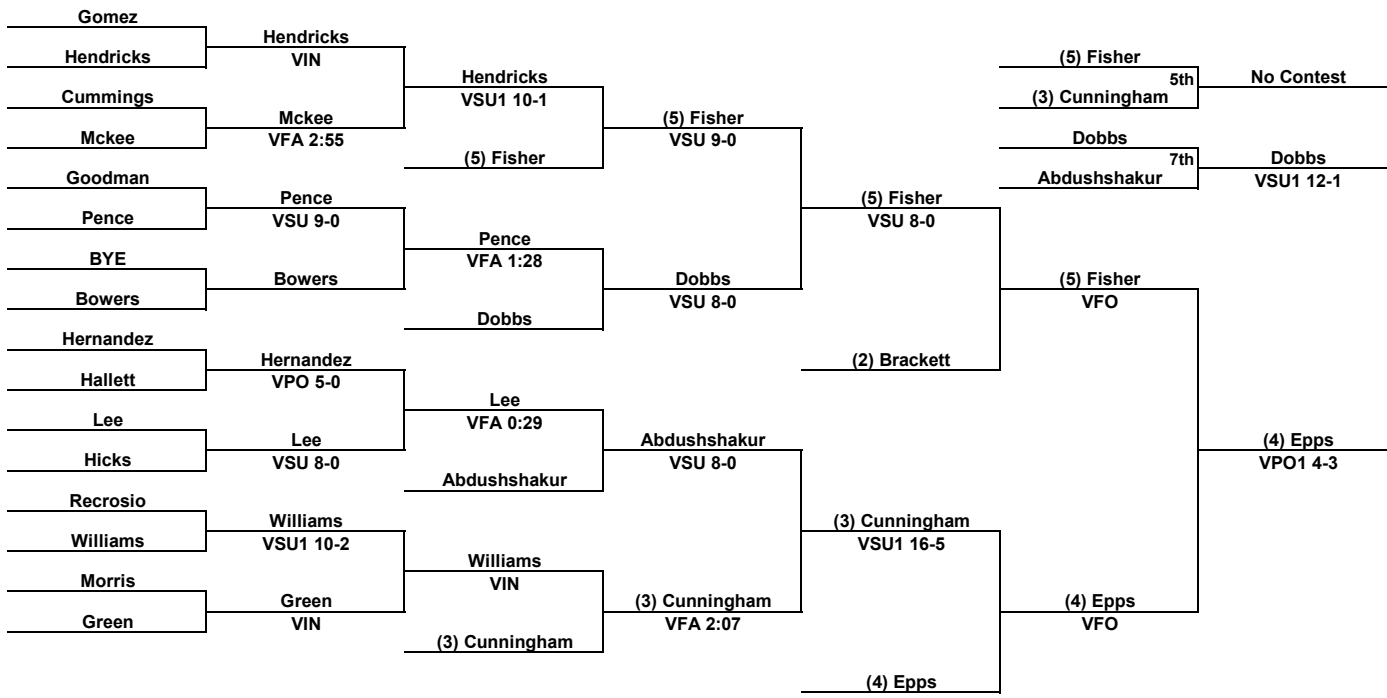 Gomez
Hendricks
Cummings
Mckee
Goodman
Pence
BYE
Bowers
Hernandez
Hallett
Lee
Hicks
Recrosio
Williams
Morris
Green
Hendricks
VIN
Mckee
VFA 2:55
Pence
VSU 9-0
Bowers
Hernandez
VPO 5-0
Lee
VSU 8-0
Williams
VSU1 10-2
Green
VIN
Hendricks
VSU1 10-1
(5) Fisher
Pence
VFA 1:28
Dobbs
Lee
VFA 0:29
Abdushshakur
Williams
VIN
(3) Cunningham
(5) Fisher
VSU 9-0
Dobbs
VSU 8-0
Abdushshakur
VSU 8-0
(3) Cunningham
VFA 2:07
(5) Fisher
VSU 8-0
(2) Brackett
(3) Cunningham
VSU1 16-5
(4) Epps
(5) Fisher
VFO
(4) Epps
VFO
(4) Epps
VPO1 4-3
(5) Fisher
5th
(3) Cunningham
No Contest
Dobbs
7th
Abdushshakur
Dobbs
VSU1 12-1